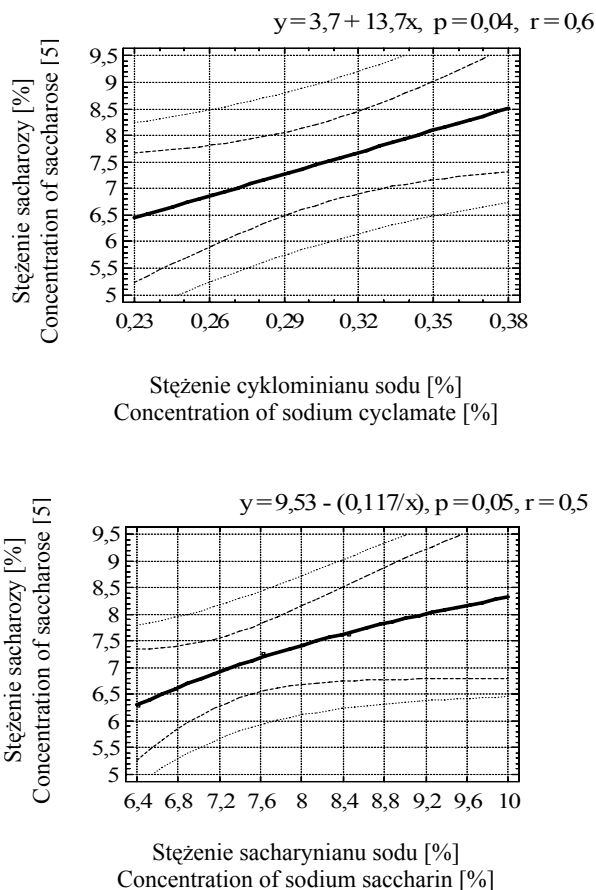 y=3,7+13,7x, p=0,04, r=0,6
Stężenie sacharozy [%]
Concentration of saccharose [5]
9,5
9
8,5
8
7,5
7
6,5
6
5,5
5
0,23 0,26 0,29 0,32 0,35 0,38
Stężenie cyklominianu sodu [%]
Concentration of sodium cyclamate [%]
y=9,53 - (0,117/x), p=0,05, r=0,5
Stężenie sacharozy [%]
Concentration of saccharose [5]
9,5
9
8,5
8
7,5
7
6,5
6
5,5
5
6,4 6,8 7,2 7,6 8 8,4 8,8 9,2 9,6 10
Stężenie sacharynianu sodu [%]
Concentration of sodium saccharin [%]